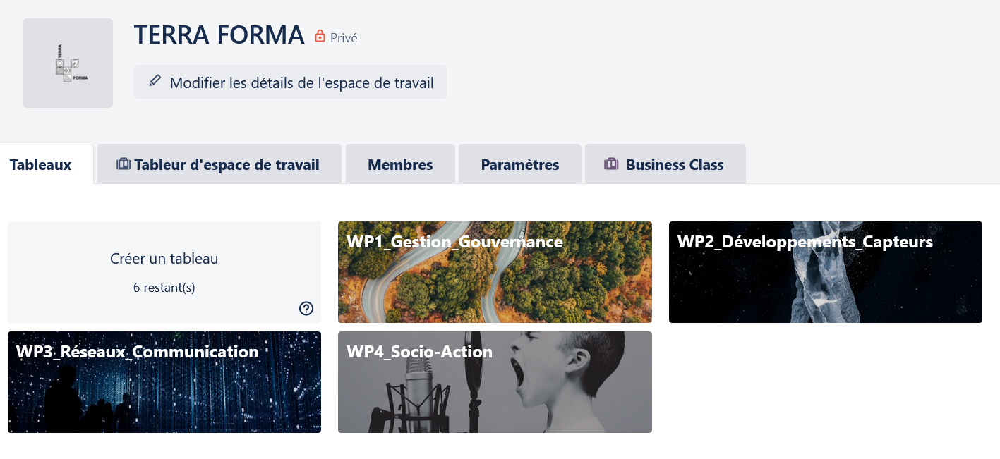 TERRA
FORMA
TERRA FORMA
Privé
Modifier les détails de l'espace de travail
Tableaux
Tableur d'espace de travail
Membres
Paramètres
Business Class
Créer un tableau
6 restant(s)
WP1_Gestion_Gouvernance
WP2_Développements_Capteurs
WP3_Réseaux_Communication
WP4_Socio-Action